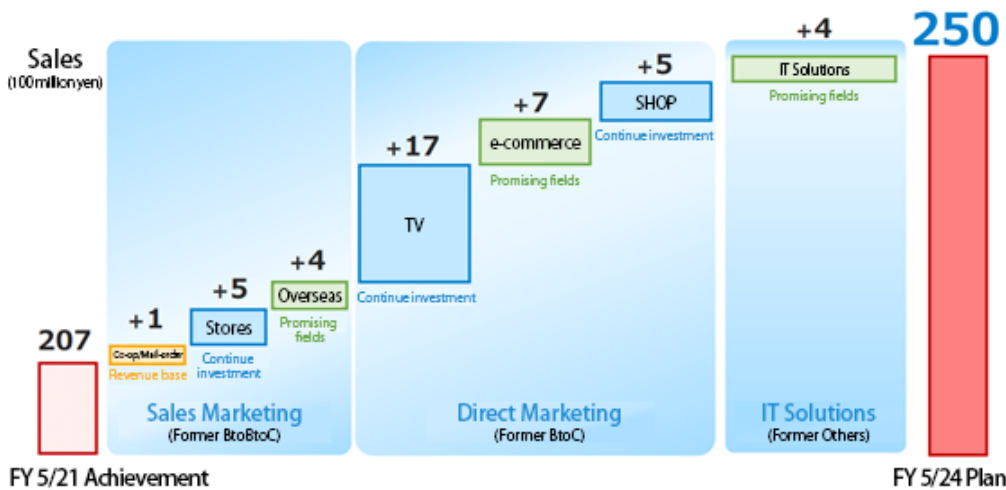 Sales
(100 million yen)
207
FY 5/21 Achievement
+1
Co-op/Mail-order
Revenue base
+5
Stores
Continue
investment
+4
Overseas
Promising
fields
Sales Marketing
(Former BtoBtoC)
+17
TV
Continue investment
+7
e-commerce
Promising fields
+5
SHOP
Continue investment
Direct Marketing
(Former BtoC)
+4
IT Solutions
Promising fields
IT Solutions
(Former Others)
250
FY 5/24 Plan